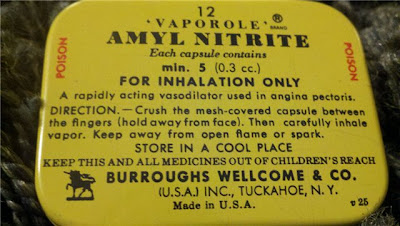 12
'VAPOROLE' ® BRAND
AMYL NITRITE
Each capsule contains
min. 5 (0.3 cc.)
POISON
POISON
FOR INHALATION ONLY
A rapidly acting vasodilator used in angina pectoris.
DIRECTION.—Crush the mesh-covered capsule between
the fingers (hold away from face). Then carefully inhale
vapor. Keep away from open flame or spark.
STORE IN A COOL PLACE
KEEP THIS AND ALL MEDICINES OUT OF CHILDREN'S REACH
BURROUGHS WELLCOME & CO.
(U.S.A.) INC., TUCKAHOE, N. Y.
Made in U.S.A.
v 25